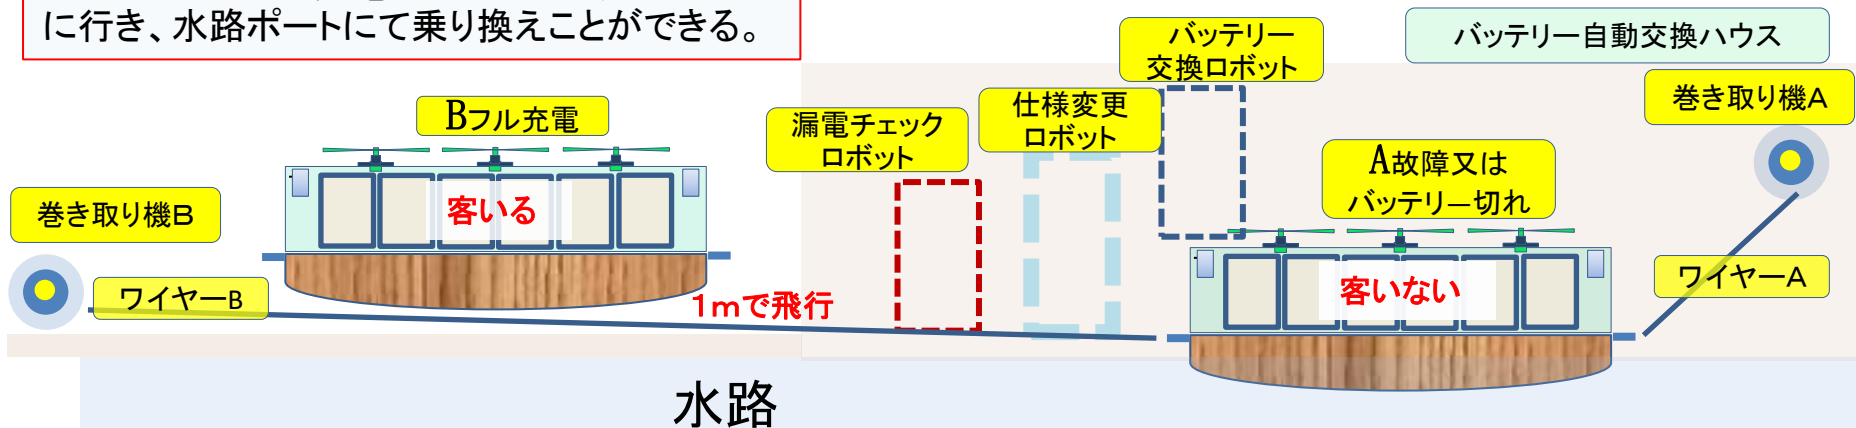 に行き、水路ポートにて乗り換えことができる。
バッテリー
交換ロボット
バッテリー自動交換ハウス
巻き取り機A
Bフル充電
漏電チェック
ロボット
仕様変更
ロボット
A故障又は
バッテリ―切れ
巻き取り機B
客いる
ワイヤーB
1mで飛行
客いない
ワイヤーA
水路